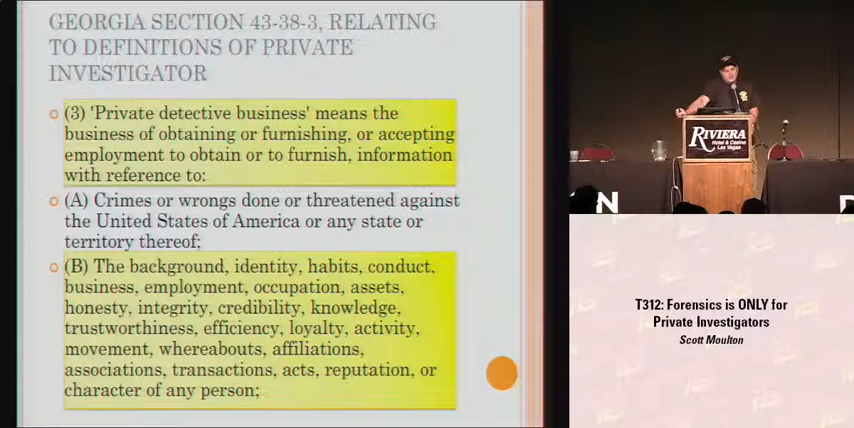 GEORGIA SECTION 43-38-3, RELATING
TO DEFINITIONS OF PRIVATE
INVESTIGATOR
(3) 'Private detective business' means the
business of obtaining or furnishing, or accepting
employment to obtain or to furnish, information
with reference to:
(A) Crimes or wrongs done or threatened against
the United States of America or any state or
territory thereof;
(B) The background, identity, habits, conduct,
business, employment, occupation, assets,
honesty, integrity, credibility, knowledge,
trustworthiness, efficiency, loyalty, activity,
movement, whereabouts, affiliations,
associations, transactions, acts, reputation, or
character of any person;
RIVIERA
Hotel & Casino
Las Vegas
N
D
T312: Forensics is ONLY for
Private Investigators
Scott Moulton